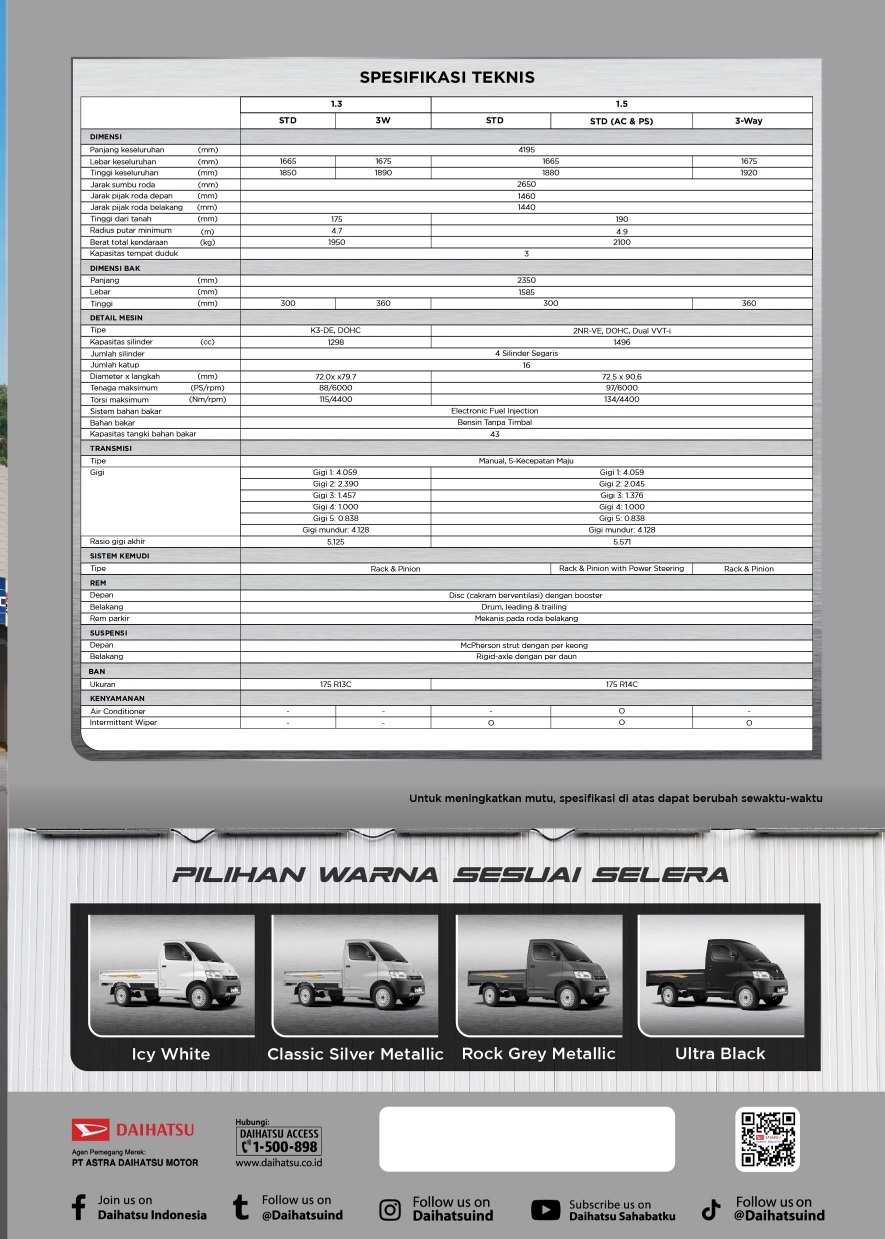 SPESIFIKASI TEKNIS
1.3 1.5
STD 3W STD STD (AC & PS) 3-Way
DIMENSI
Panjang keseluruhan (mm) 4195
Lebar keseluruhan (mm) 1665 1675 1665 1675
Tinggi keseluruhan (mm) 1850 1890 1880 1920
Jarak sumbu roda (mm) 2650
Jarak pijak roda depan (mm) 1460
Jarak pijak roda belakang (mm) 1440
Tinggi dari tanah (mm) 175 190
Radius putar minimum (m) 4.7 4.9
Berat total kendaraan (kg) 1950 2100
Kapasitas tempat duduk 3
DIMENSI BAK
Panjang (mm) 2350
Lebar (mm) 1585
Tinggi (mm) 300 360 300 360
DETAIL MESIN
Tipe K3-DE, DOHC 2NR-VE, DOHC, Dual VVT-i
Kapasitas silinder (cc) 1298 1496
Jumlah silinder 4 Silinder Segaris
Jumlah katup 16
Diameter x langkah (mm) 72.0x x79.7 72.5 x 90.6
Tenaga maksimum (PS/rpm) 88/6000 97/6000
Torsi maksimum (Nm/rpm) 115/4400 134/4400
Sistem bahan bakar Electronic Fuel Injection
Bahan bakar Bensin Tanpa Timbal
Kapasitas tangki bahan bakar 43
TRANSMISI
Tipe Manual, 5-Kecepatan Maju
Gigi Gigi 1: 4.059 Gigi 1: 4.059
Gigi 2: 2.390 Gigi 2: 2.045
Gigi 3: 1.457 Gigi 3: 1.376
Gigi 4: 1.000 Gigi 4: 1.000
Gigi 5: 0.838 Gigi 5: 0.838
Gigi mundur: 4.128 Gigi mundur: 4.128
Rasio gigi akhir 5.125 5.571
SISTEM KEMUDI
Tipe Rack & Pinion Rack & Pinion with Power Steering Rack & Pinion
REM
Depan Disc (cakram berventilasi) dengan booster
Belakang Drum, leading & trailing
Rem parkir Mekanis pada roda belakang
SUSPENSI
Depan McPherson strut dengan per keong
Belakang Rigid-axle dengan per daun
BAN
Ukuran 175 R13C 175 R14C
KENYAMANAN
Air Conditioner - - - O -
Intermittent Wiper - - O O O
Untuk meningkatkan mutu, spesifikasi di atas dapat berubah sewaktu-waktu
PILIHAN WARNA SESUAI SELERA
Icy White Classic Silver Metallic Rock Grey Metallic Ultra Black
DAIHATSU
Agen Pemegang Merek:
PT ASTRA DAIHATSU MOTOR
Hubungi:
DAIHATSU ACCESS
1-500-898
www.daihatsu.co.id
Join us on
Daihatsu Indonesia
Follow us on
@Daihatsuind
Follow us on
Daihatsuind
Subscribe us on
Daihatsu Sahabatku
Follow us on
@Daihatsuind